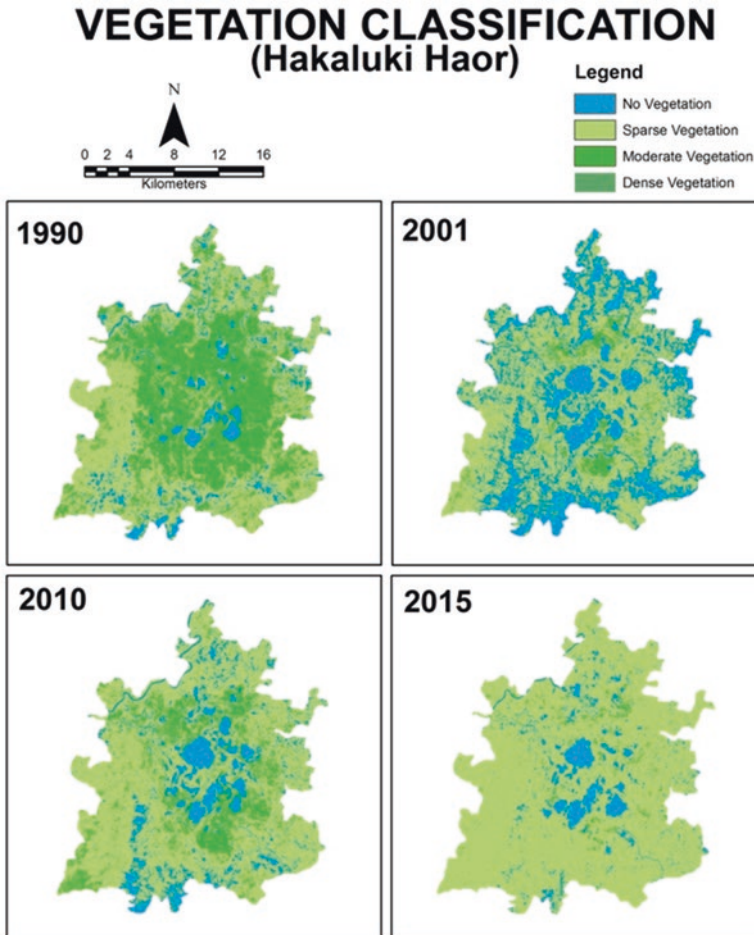 VEGETATION CLASSIFICATION
(Hakaluki Haor)
Legend
No Vegetation
Sparse Vegetation
Moderate Vegetation
Dense Vegetation
N
0 2 4 8 12 16
Kilometers
1990
2001
2010
2015